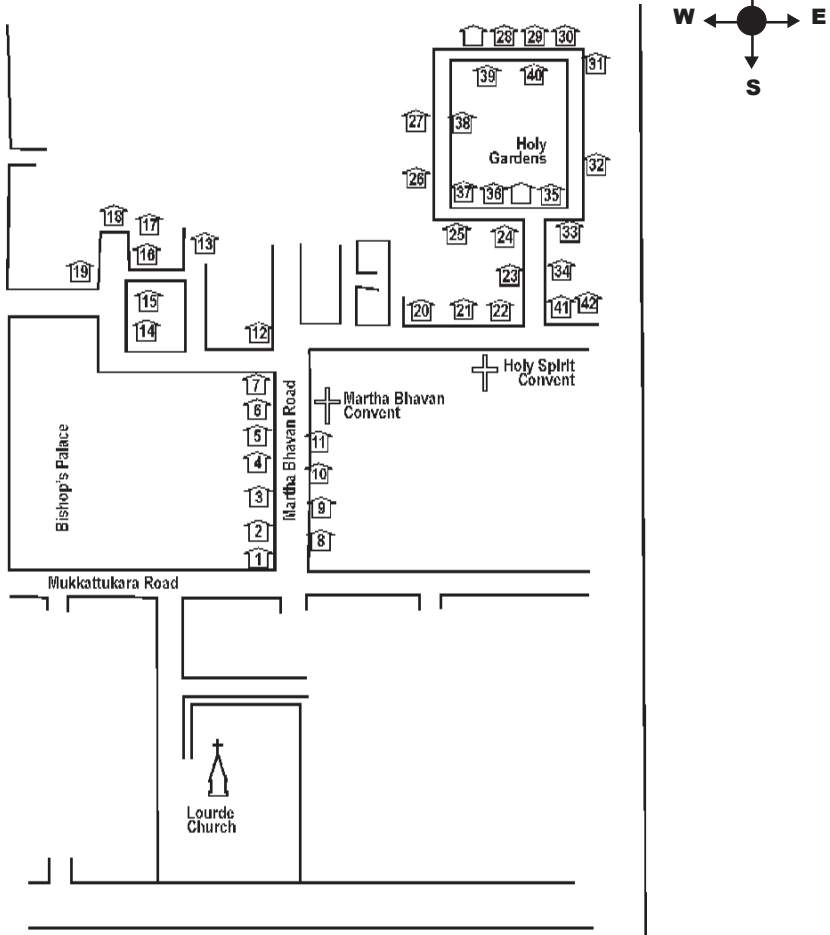 W
E
S
28 29 30
31
39 40
27 38
Holy
Gardens
32
26
37 36 35
18 17
25 24 33
16 13
19
23 34
15
20 21 22 41 42
14 12
Holy Spirit
Convent
7
Martha Bhavan
Convent
6
5
11
4
10
3
9
2
8
1
Martha Bhavan Road
Bishop's Palace
Mukkattukara Road
Lourde
Church